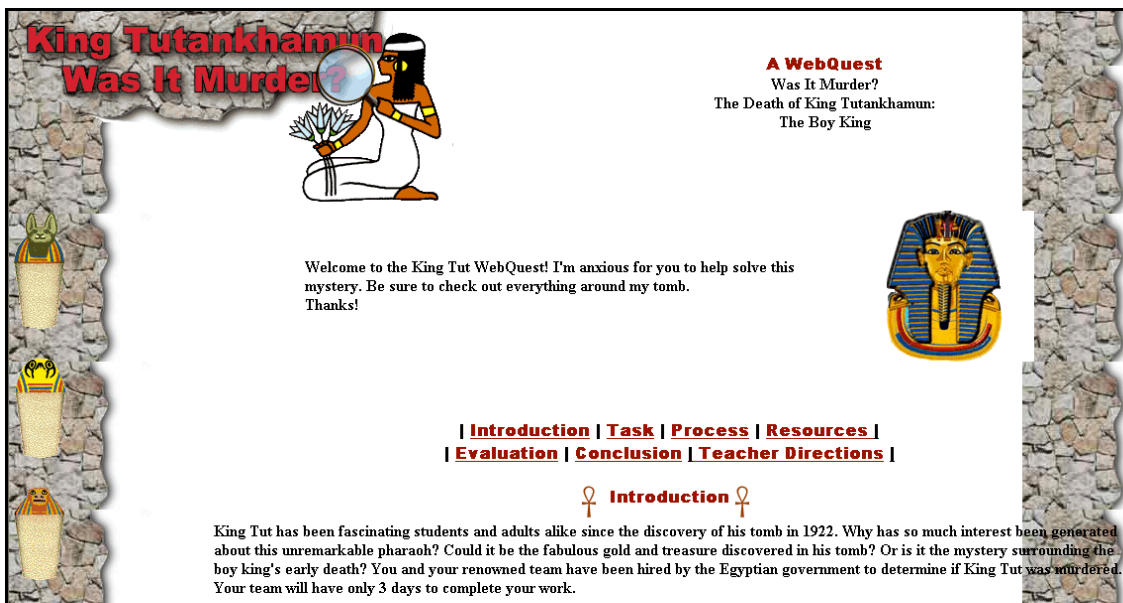 King Tutankhamun
Was It Murder?
A WebQuest
Was It Murder?
The Death of King Tutankhamun:
The Boy King
Welcome to the King Tut WebQuest! I'm anxious for you to help solve this
mystery. Be sure to check out everything around my tomb.
Thanks!
| Introduction | Task | Process | Resources |
| Evaluation | Conclusion | Teacher Directions |
Introduction
King Tut has been fascinating students and adults alike since the discovery of his tomb in 1922. Why has so much interest been generated
about this unremarkable pharaoh? Could it be the fabulous gold and treasure discovered in his tomb? Or is it the mystery surrounding the
boy king's early death? You and your renowned team have been hired by the Egyptian government to determine if King Tut was murdered.
Your team will have only 3 days to complete your work.